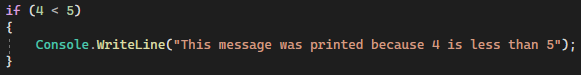 if (4 < 5)
{
    Console.WriteLine("This message was printed because 4 is less than 5");
}